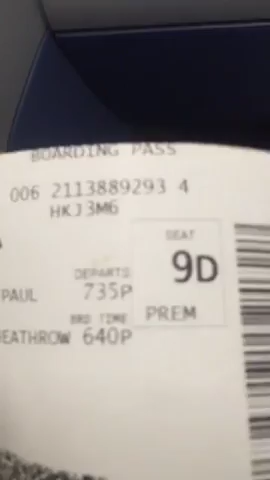 BOARDING PASS
006 2113889293 4
HKJ3M6
SEAT
9D
DEPARTS
PAUL 735P
BRD TIME
PREM
EATHROW 640P